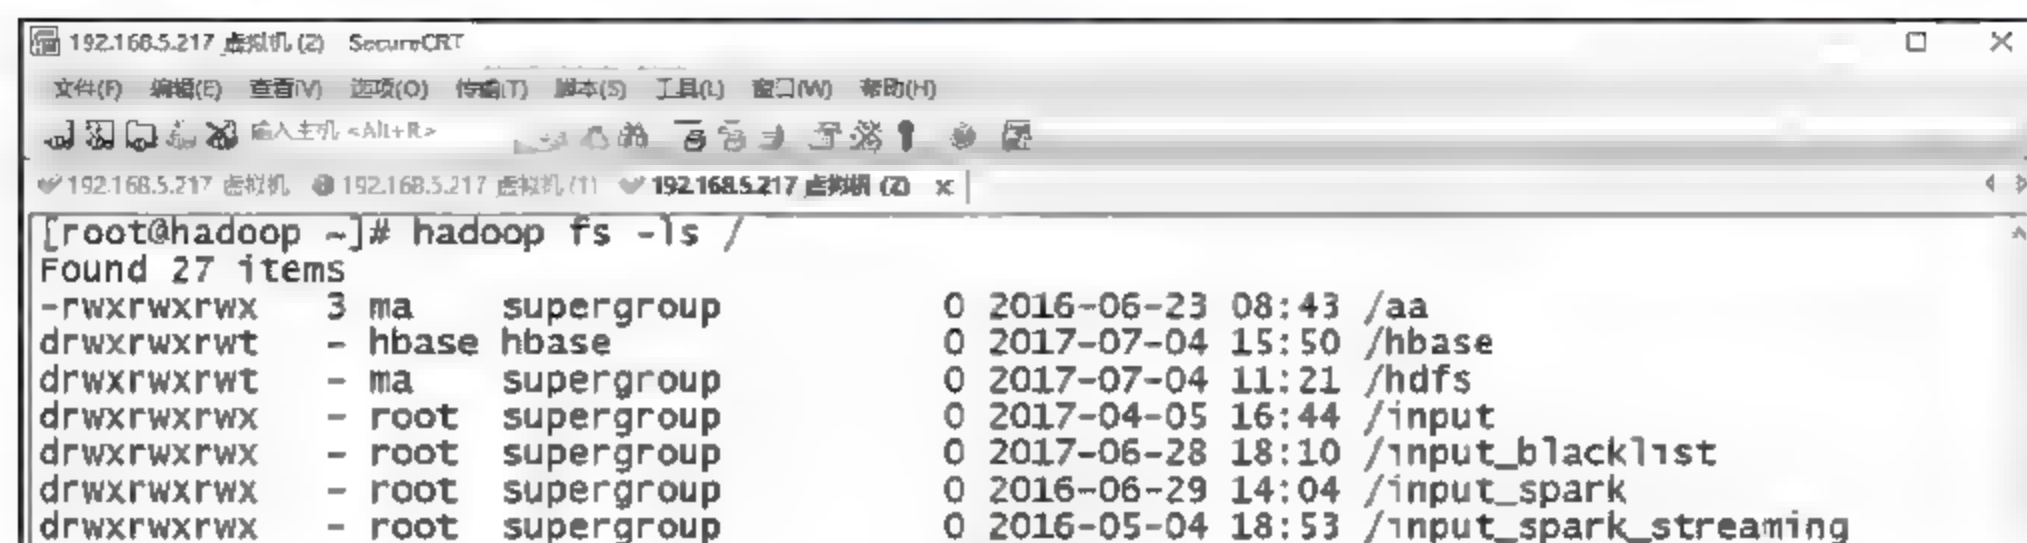 192.168.5.217 虚拟机 (2) SecureCRT
文件(F) 编辑(E) 查看(V) 选项(O) 传输(T) 脚本(S) 工具(L) 窗口(W) 帮助(H)
输入主机 <Alt+R>
192.168.5.217 虚拟机 192.168.5.217 虚拟机 (1) 192.168.5.217 虚拟机 (2)
[root@hadoop ~]# hadoop fs -ls /
Found 27 items
-rwxrwxrwx 3 ma supergroup 0 2016-06-23 08:43 /aa
drwxrwxrwt - hbase hbase 0 2017-07-04 15:50 /hbase
drwxrwxrwt - ma supergroup 0 2017-07-04 11:21 /hdfs
drwxrwxrwx - root supergroup 0 2017-04-05 16:44 /input
drwxrwxrwx - root supergroup 0 2017-06-28 18:10 /input_blacklist
drwxrwxrwx - root supergroup 0 2016-06-29 14:04 /input_spark
drwxrwxrwx - root supergroup 0 2016-05-04 18:53 /input_spark_streaming